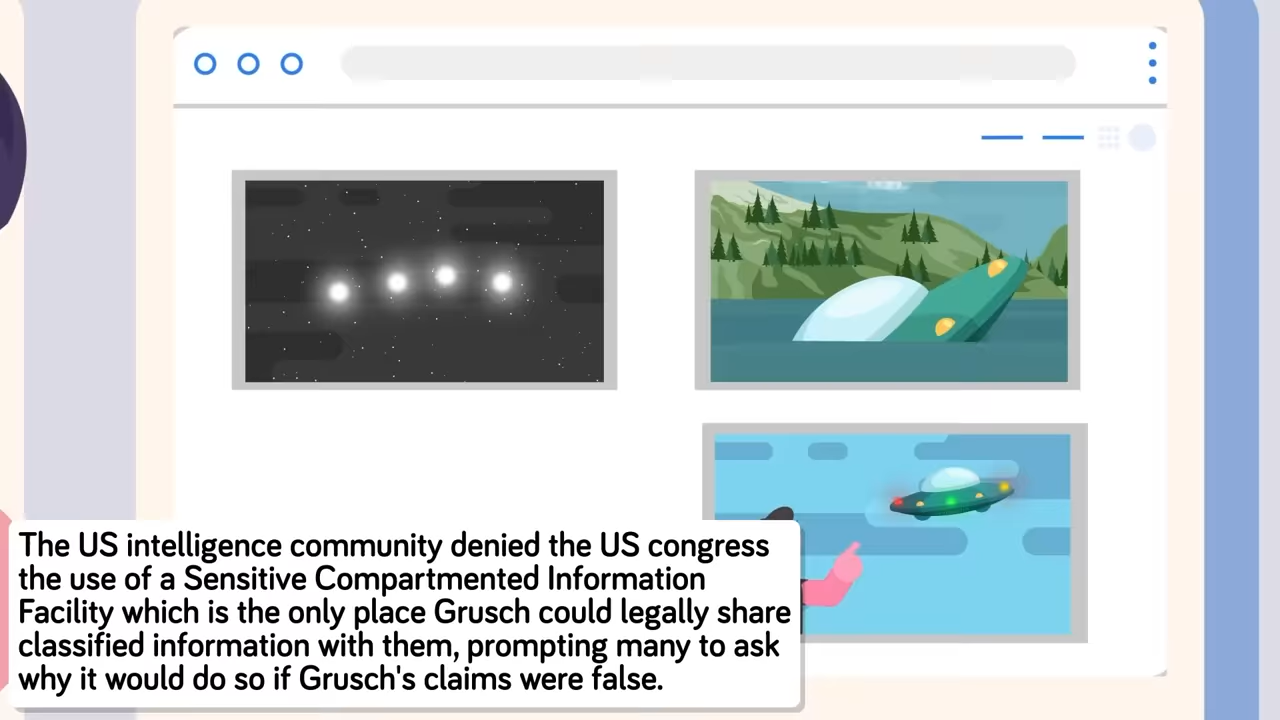 The US intelligence community denied the US congress
the use of a Sensitive Compartmented Information
Facility which is the only place Grusch could legally share
classified information with them, prompting many to ask
why it would do so if Grusch's claims were false.